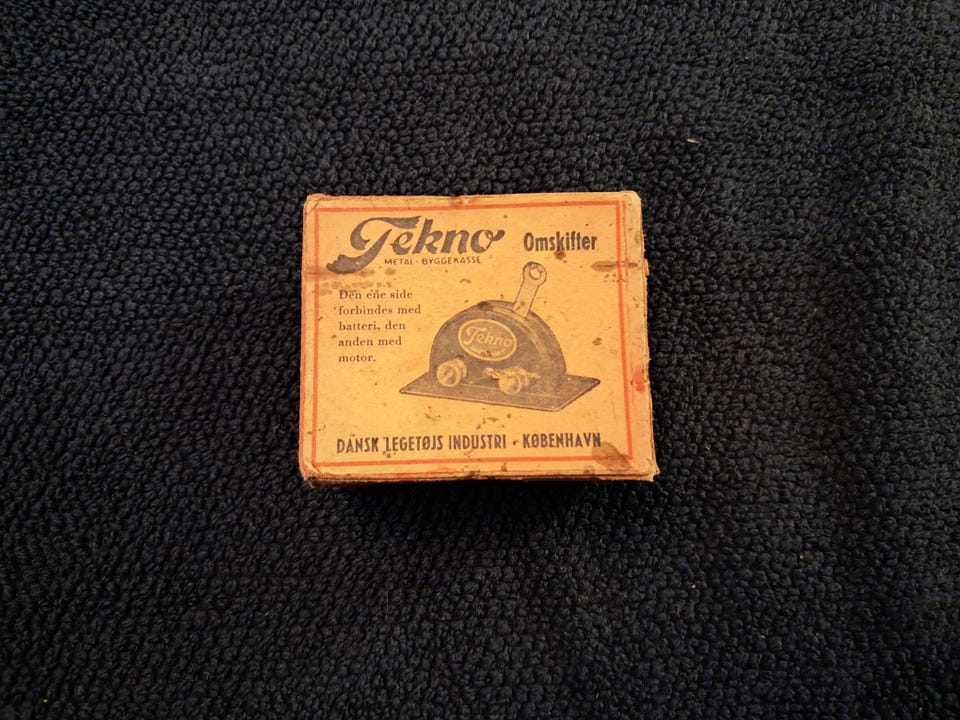 Tekno Omskifter
METAL - BYGGEKASSE
Den ene side
forbindes med
batteri, den
anden med
motor.
Tekno
DANSK LEGETØJS INDUSTRI - KØBENHAVN